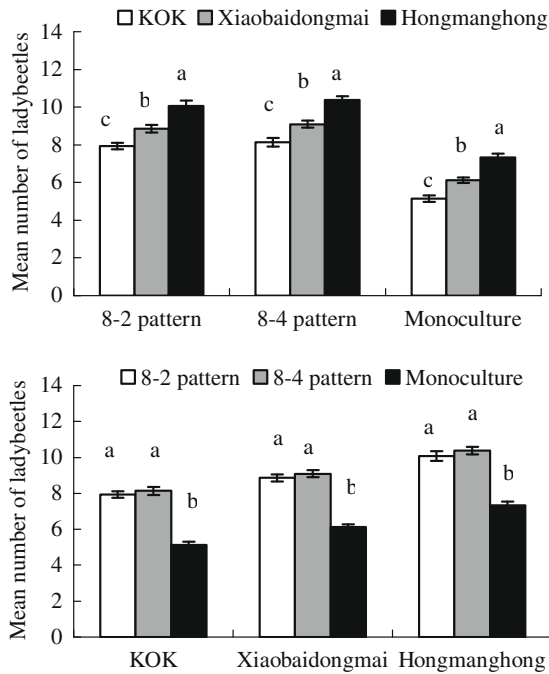 KOK Xiaobaidongmai Hongmanghong
Mean number of ladybeetles
14
12
10
8
6
4
2
0
c b a
c b a
c b a
8-2 pattern 8-4 pattern Monoculture
8-2 pattern 8-4 pattern Monoculture
Mean number of ladybeetles
14
12
10
8
6
4
2
0
a a b
a a b
a a b
KOK Xiaobaidongmai Hongmanghong